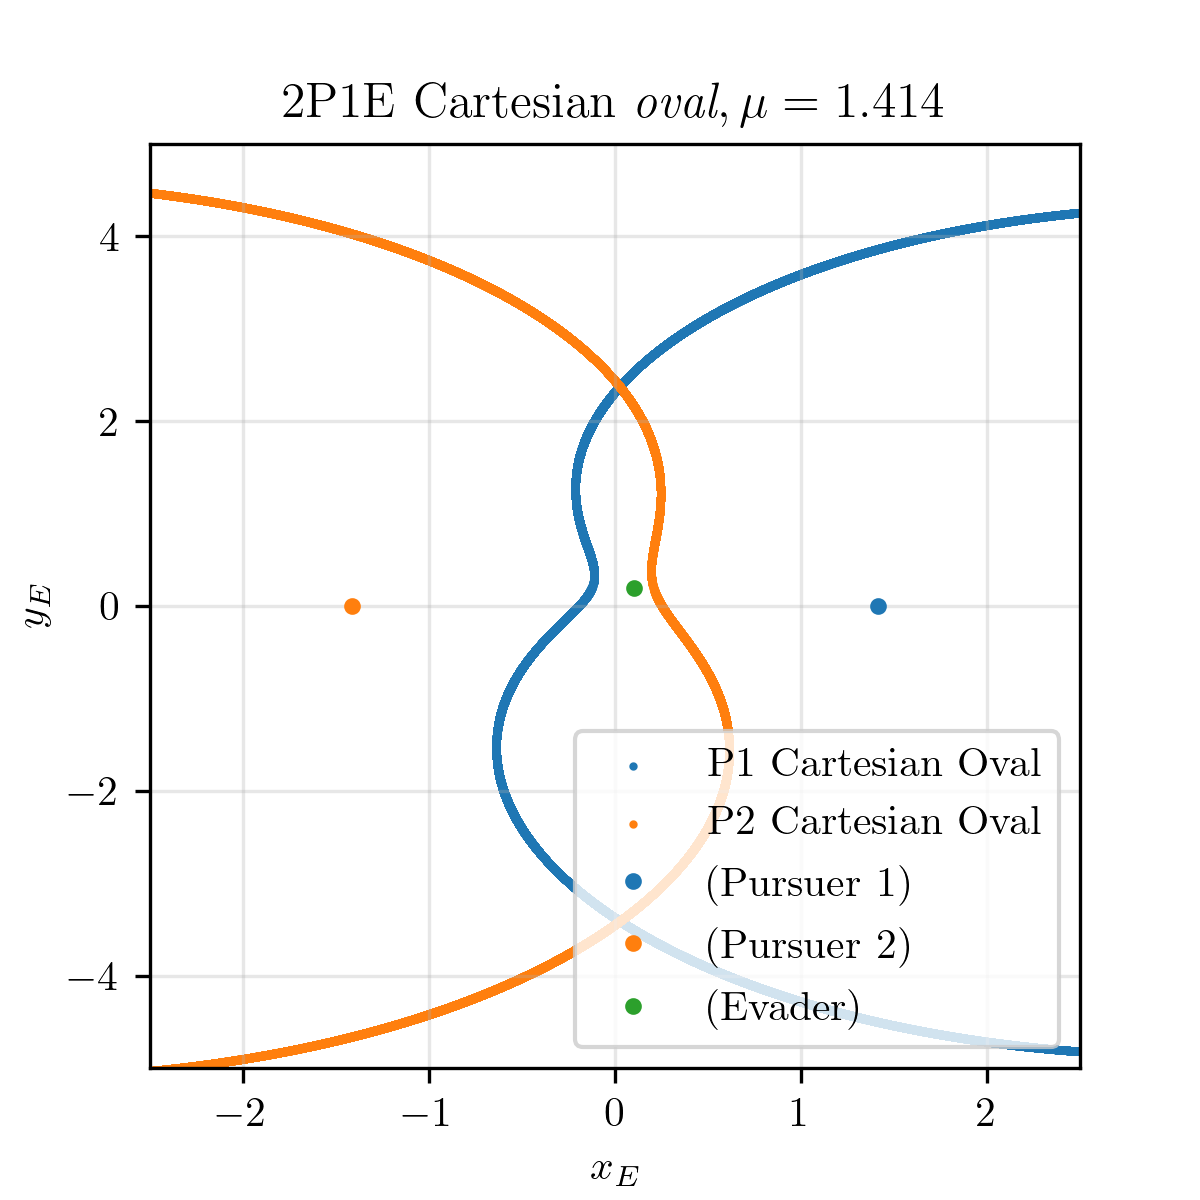 2P1E Cartesian oval, μ = 1.414
4
2
0
−2
−4
y_E
P1 Cartesian Oval
P2 Cartesian Oval
(Pursuer 1)
(Pursuer 2)
(Evader)
−2 −1 0 1 2
x_E